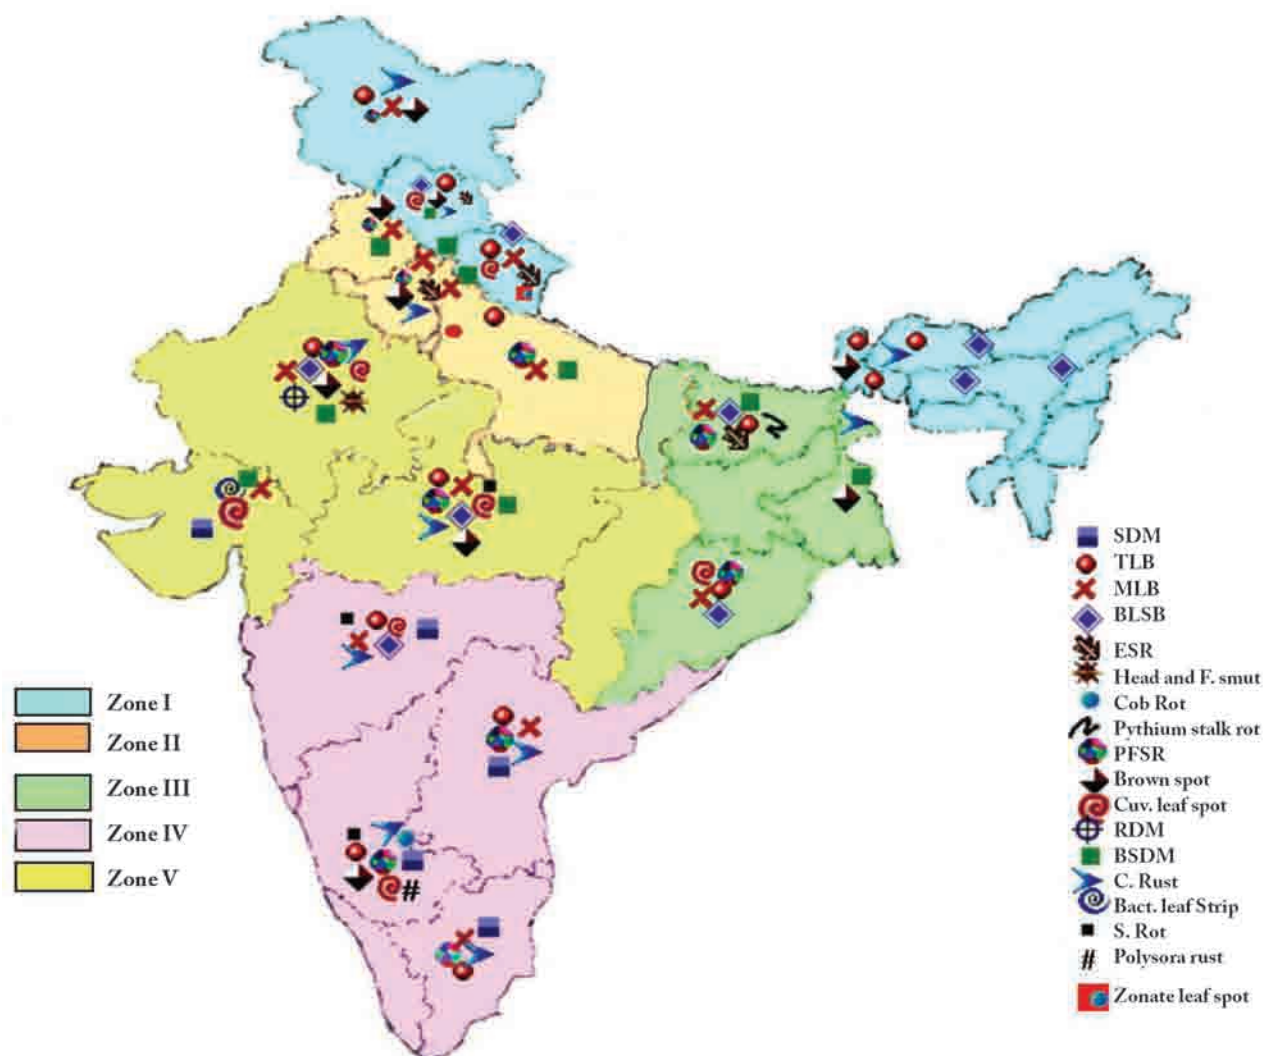 SDM
TLB
MLB
BLSB
ESR
Head and F. smut
Cob Rot
Pythium stalk rot
PFSR
Brown spot
Cuv. leaf spot
RDM
BSDM
C. Rust
Bact. leaf Strip
S. Rot
# Polysora rust
Zonate leaf spot
Zone I
Zone II
Zone III
Zone IV
Zone V
#